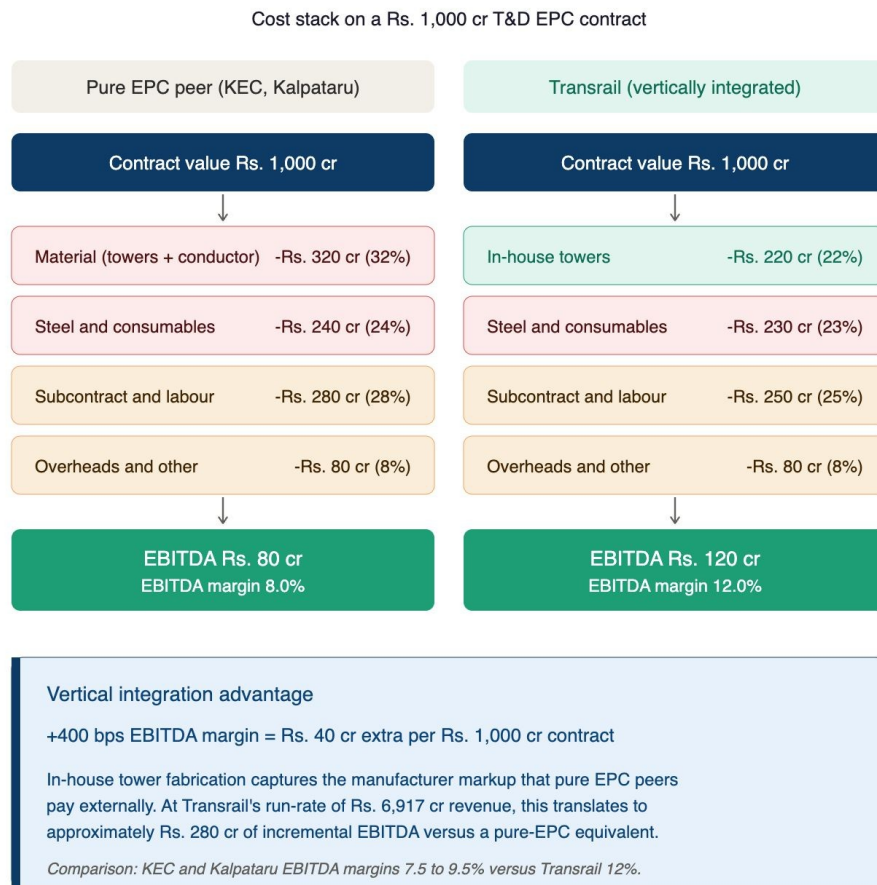 Cost stack on a Rs. 1,000 cr T&D EPC contract
Pure EPC peer (KEC, Kalpataru)
Transrail (vertically integrated)
Contract value Rs. 1,000 cr
Contract value Rs. 1,000 cr
Material (towers + conductor) -Rs. 320 cr (32%)
In-house towers -Rs. 220 cr (22%)
Steel and consumables -Rs. 240 cr (24%)
Steel and consumables -Rs. 230 cr (23%)
Subcontract and labour -Rs. 280 cr (28%)
Subcontract and labour -Rs. 250 cr (25%)
Overheads and other -Rs. 80 cr (8%)
Overheads and other -Rs. 80 cr (8%)
EBITDA Rs. 80 cr
EBITDA margin 8.0%
EBITDA Rs. 120 cr
EBITDA margin 12.0%
Vertical integration advantage
+400 bps EBITDA margin = Rs. 40 cr extra per Rs. 1,000 cr contract
In-house tower fabrication captures the manufacturer markup that pure EPC peers
pay externally. At Transrail's run-rate of Rs. 6,917 cr revenue, this translates to
approximately Rs. 280 cr of incremental EBITDA versus a pure-EPC equivalent.
Comparison: KEC and Kalpataru EBITDA margins 7.5 to 9.5% versus Transrail 12%.